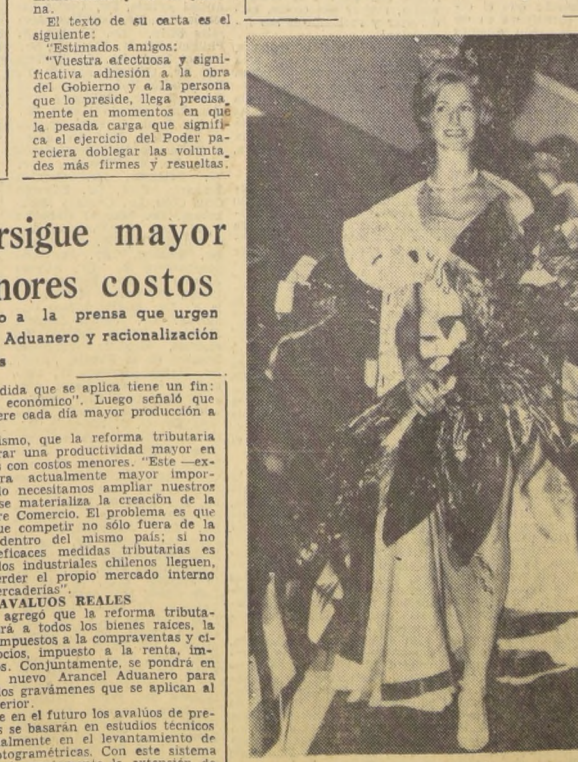 na.
El texto de su carta es el
siguiente:
"Estimados amigos:
"Vuestra afectuosa y signi-
ficativa adhesión a la obra
del Gobierno y a la persona
que lo preside, llega precisa_
mente en momentos en que
la pesada carga que signifi-
ca el ejercicio del Poder pa-
reciera doblegar las volunta_
des más firmes y resueltas.
rsigue mayor
nores costos
o a la prensa que urgen
Aduanero y racionalización
s
dida que se aplica tiene un fin:
económico". Luego señaló que
ere cada día mayor producción a
ismo, que la reforma tributaria
rar una productividad mayor en
s con costos menores. "Este —ex-
ra actualmente mayor impor-
lo necesitamos ampliar nuestros
se materializa la creación de la
re Comercio. El problema es que
ue competir no sólo fuera de la
dentro del mismo país; si no
eficaces medidas tributarias es
los industriales chilenos lleguen,
erder el propio mercado interno
ercaderías".
AVALUOS REALES
agregó que la reforma tributa-
rá a todos los bienes raíces, la
impuestos a la compraventas y ci-
ocios, impuesto a la renta, im-
os. Conjuntamente, se pondrá en
nuevo Arancel Aduanero para
los gravámenes que se aplican al
erior.
e en el futuro los avalúos de pre-
s se basarán en estudios técnicos
almente en el levantamiento de
otogramétricas. Con este sistema